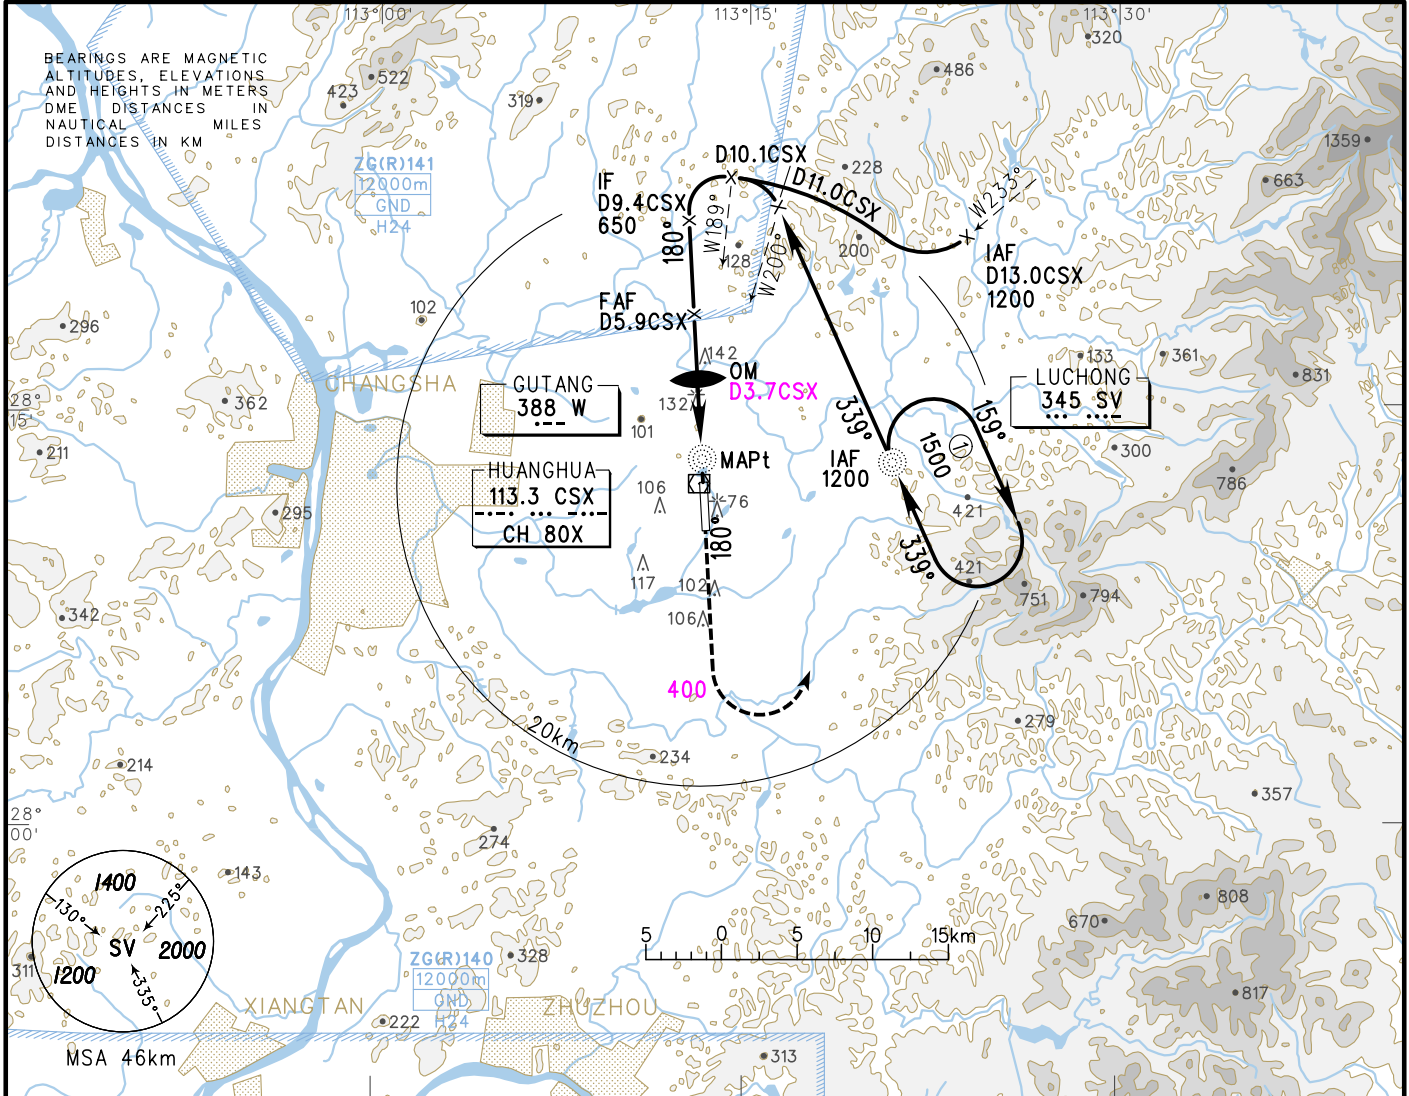 113°00'
113°15'
113°30'
BEARINGS ARE MAGNETIC
ALTITUDES, ELEVATIONS
AND HEIGHTS IN METERS
DME DISTANCES IN
NAUTICAL MILES
DISTANCES IN KM
522
423
319
486
320
1359
663
228
ZG(R)141
12000m
GND
H24
D10.1CSX
D11.0CSX
IF
D9.4CSX
650
180°
W189°
W200°
W233°
128
200
IAF
D13.0CSX
1200
FAF
D5.9CSX
102
296
142
OM
D3.7CSX
132
133
361
831
CHANGSHA
GUTANG
388 W
LUCHONG
345 SV
362
28°
15'
211
101
339°
159°
1500
1
300
786
MAPt
IAF
1200
HUANGHUA
113.3 CSX
CH 80X
106
76
180°
421
339°
295
117
102
421
751
794
342
106
400
279
20km
234
214
357
28°
00'
274
143
1400
130°
225°
SV
2000
1200
335°
311
MSA 46km
808
670
817
5 0 5 10 15km
ZG(R)140
12000m
GND
H24
328
XIANGTAN
ZHUZHOU
222
313